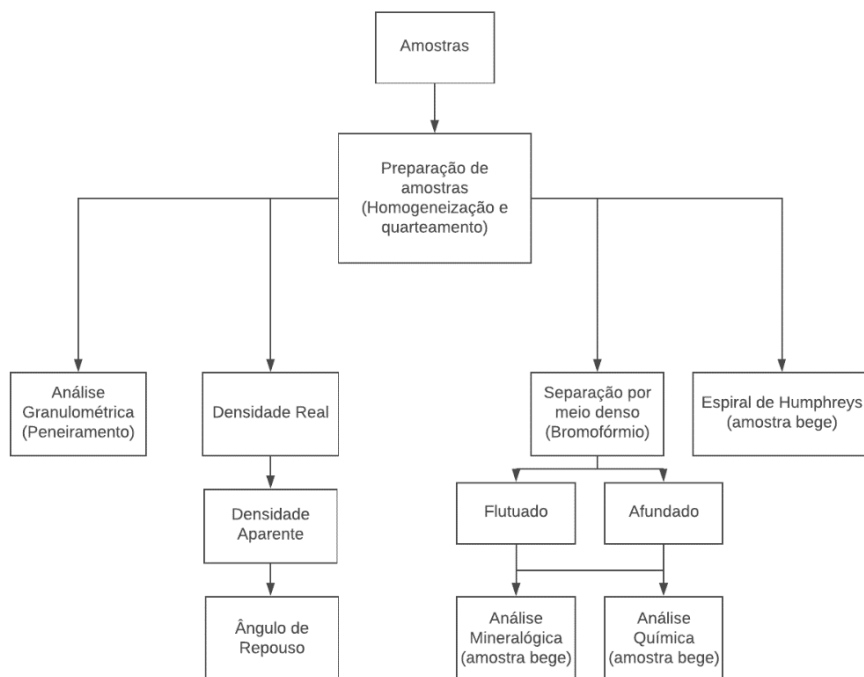 Amostras
Preparação de
amostras
(Homogeneização e
quarteamento)
Análise
Granulométrica
(Peneiramento)
Densidade Real
Separação por
meio denso
(Bromofórmio)
Espiral de Humphreys
(amostra bege)
Densidade
Aparente
Flutuado
Afundado
Ângulo de
Repouso
Análise
Mineralógica
(amostra bege)
Análise
Química
(amostra bege)